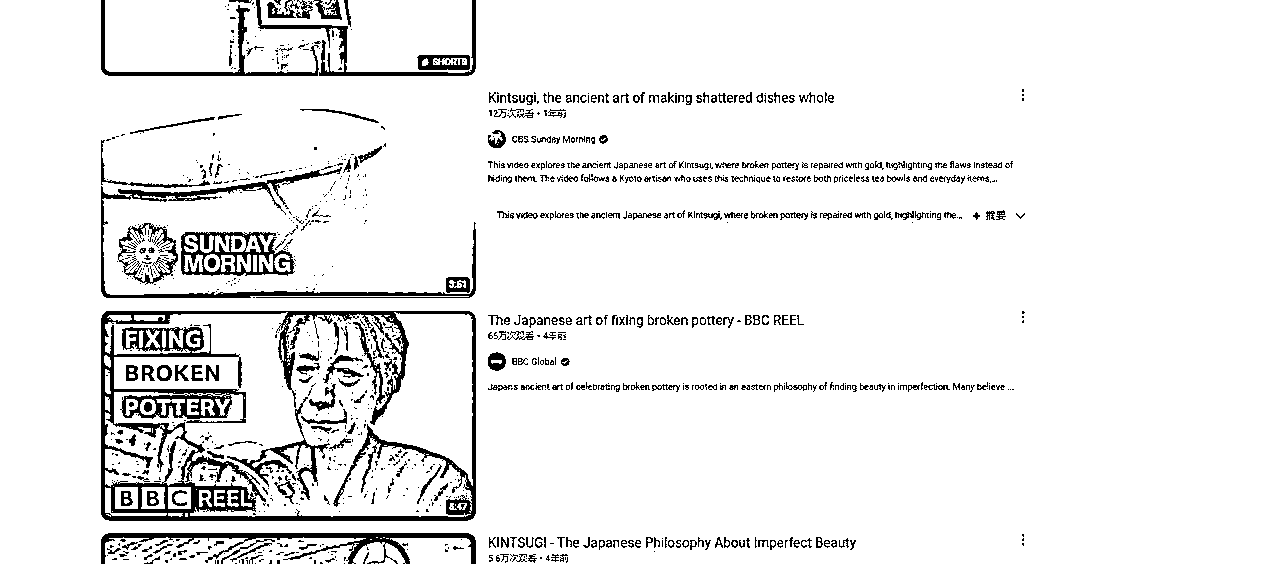 SHORTS
Kintsugi, the ancient art of making shattered dishes whole
12万次观看・1年前
CBS Sunday Morning
This video explores the ancient Japanese art of Kintsugi, where broken pottery is repaired with gold, highlighting the flaws instead of
hiding them. The video follows a Kyoto artisan who uses this technique to restore both priceless tea bowls and everyday items,...
This video explores the ancient Japanese art of Kintsugi, where broken pottery is repaired with gold, highlighting the... 摘要
SUNDAY
MORNING
3:51
The Japanese art of fixing broken pottery - BBC REEL
65万次观看・4年前
BBC Global
Japans ancient art of celebrating broken pottery is rooted in an eastern philosophy of finding beauty in imperfection. Many believe ...
FIXING
BROKEN
POTTERY
BBC REEL
KINTSUGI - The Japanese Philosophy About Imperfect Beauty
5.6万次观看・4年前